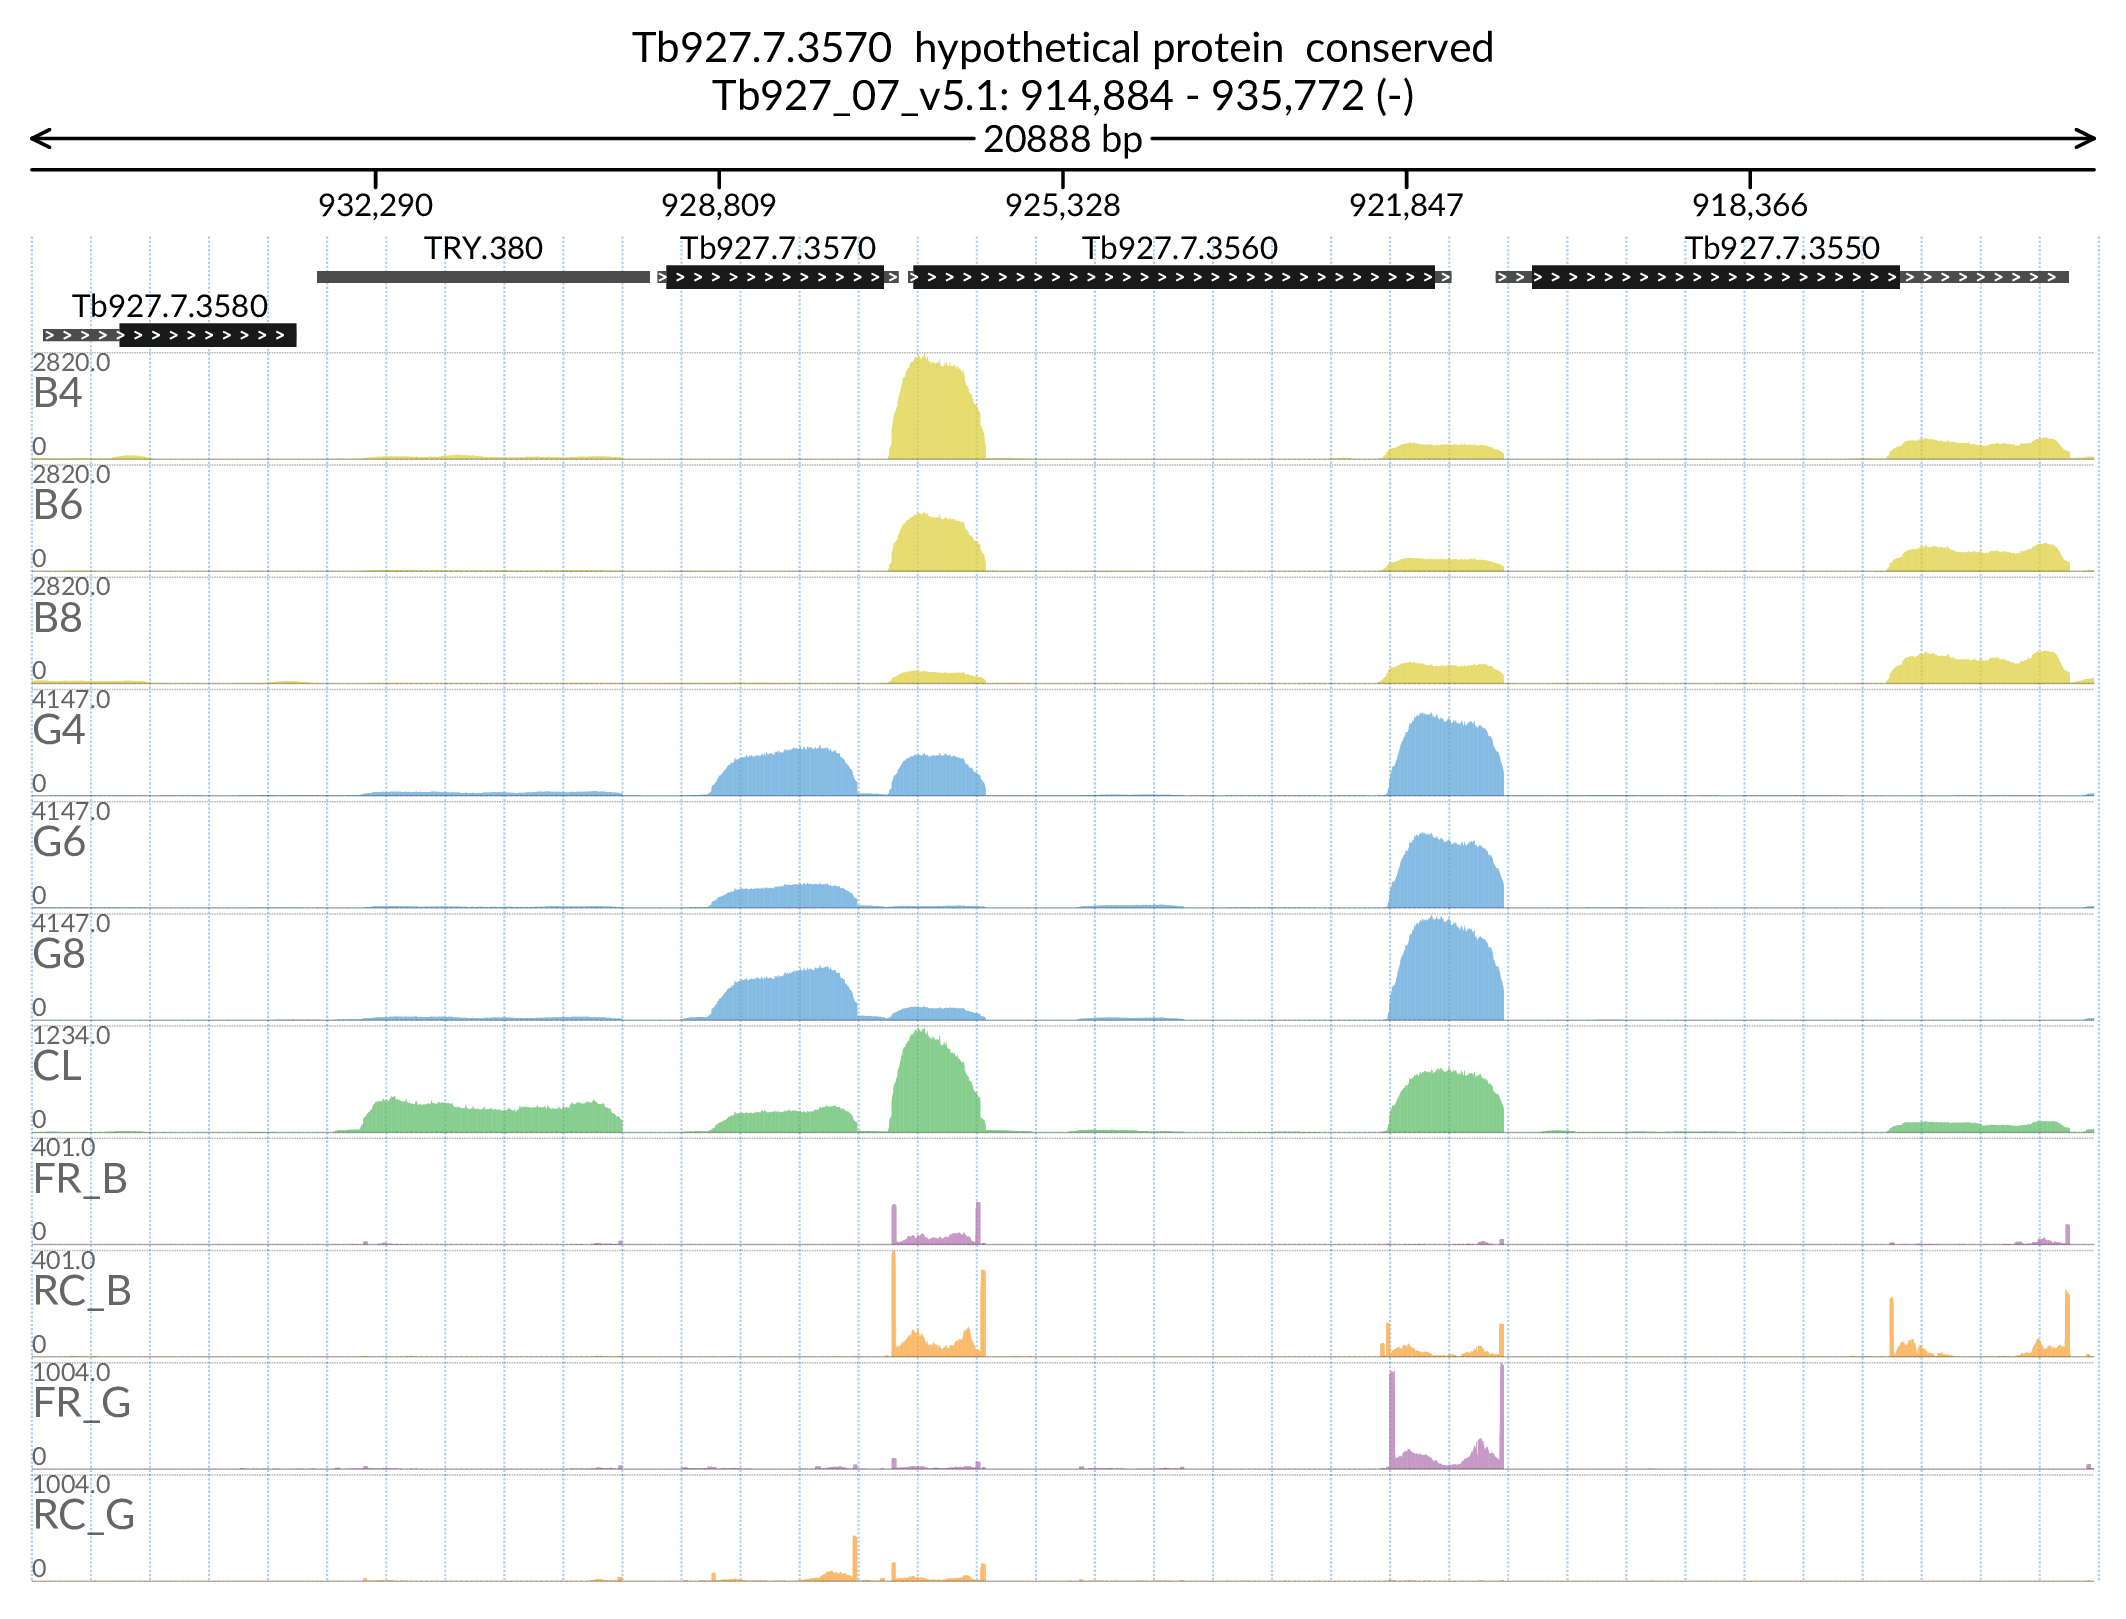 Tb927.7.3570  hypothetical protein  conserved
Tb927_07_v5.1: 914,884 - 935,772 (-)
20888 bp
932,290 928,809 925,328 921,847 918,366
TRY.380 Tb927.7.3570 Tb927.7.3560 Tb927.7.3550
Tb927.7.3580
2820.0
B4
0
2820.0
B6
0
2820.0
B8
0
4147.0
G4
0
4147.0
G6
0
4147.0
G8
0
1234.0
CL
0
401.0
FR_B
0
401.0
RC_B
0
1004.0
FR_G
0
1004.0
RC_G
0